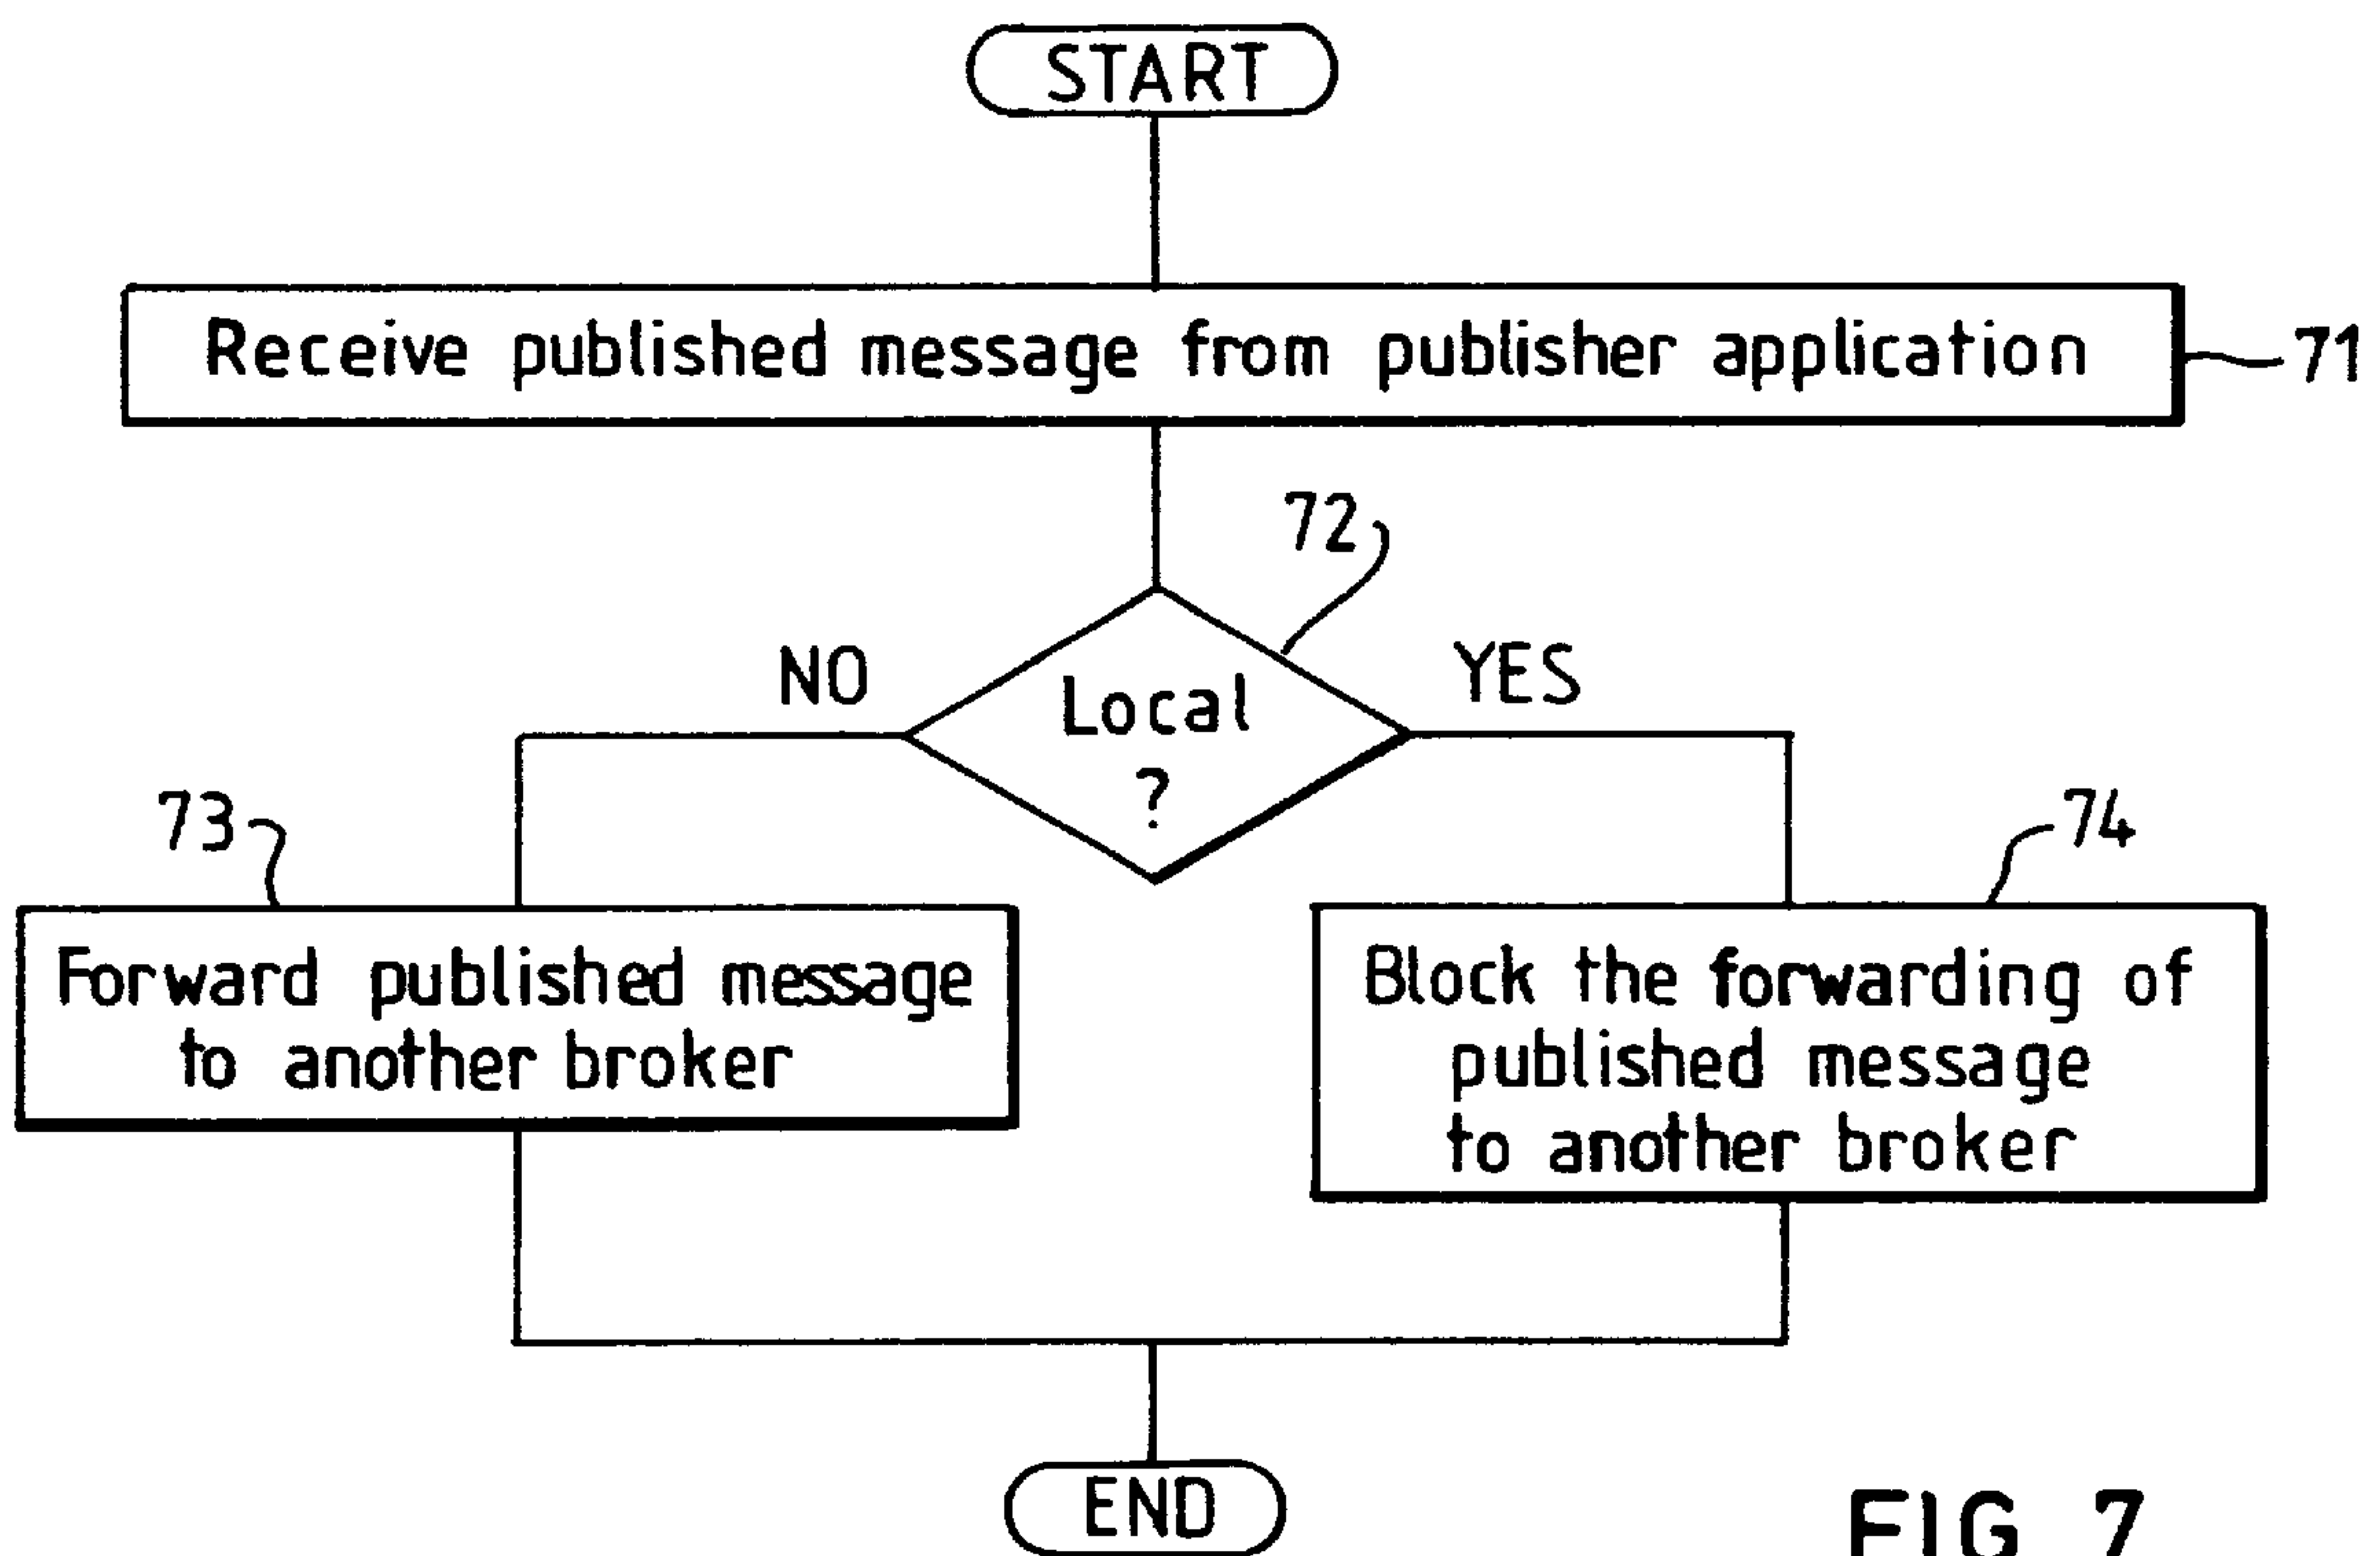 START
Receive published message from publisher application
71
72
NO
YES
Local
?
73
74
Forward published message
to another broker
Block the forwarding of
published message
to another broker
END
FIG 7